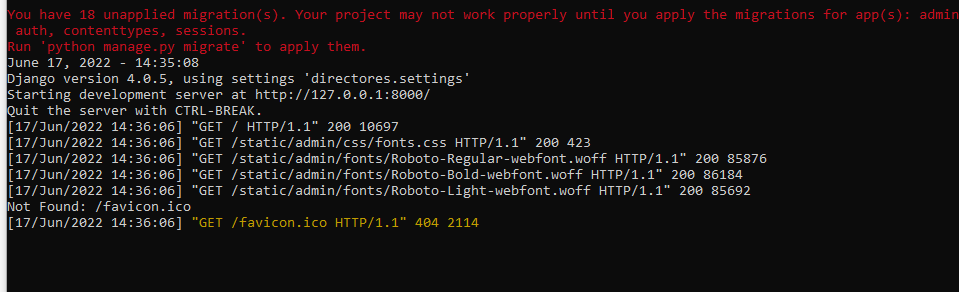 You have 18 unapplied migration(s). Your project may not work properly until you apply the migrations for app(s): admin
 auth, contenttypes, sessions.
Run 'python manage.py migrate' to apply them.
June 17, 2022 - 14:35:08
Django version 4.0.5, using settings 'directores.settings'
Starting development server at http://127.0.0.1:8000/
Quit the server with CTRL-BREAK.
[17/Jun/2022 14:36:06] "GET / HTTP/1.1" 200 10697
[17/Jun/2022 14:36:06] "GET /static/admin/css/fonts.css HTTP/1.1" 200 423
[17/Jun/2022 14:36:06] "GET /static/admin/fonts/Roboto-Regular-webfont.woff HTTP/1.1" 200 85876
[17/Jun/2022 14:36:06] "GET /static/admin/fonts/Roboto-Bold-webfont.woff HTTP/1.1" 200 86184
[17/Jun/2022 14:36:06] "GET /static/admin/fonts/Roboto-Light-webfont.woff HTTP/1.1" 200 85692
Not Found: /favicon.ico
[17/Jun/2022 14:36:06] "GET /favicon.ico HTTP/1.1" 404 2114